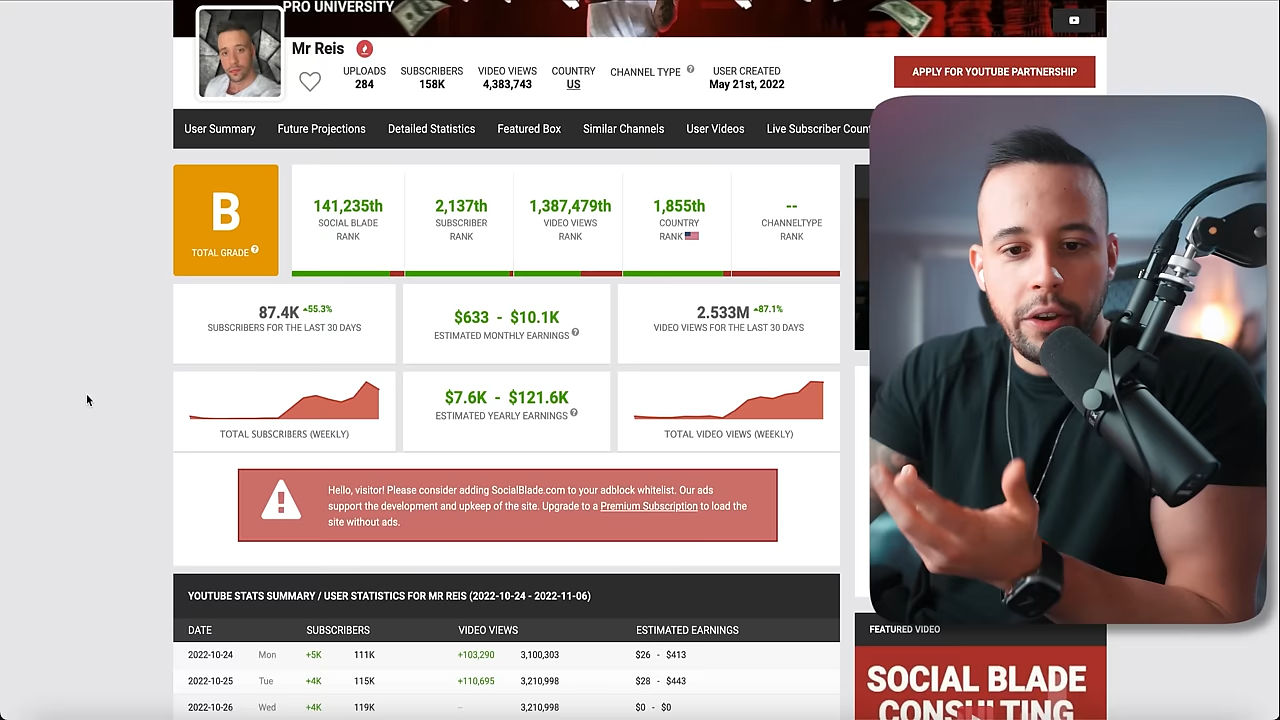 PRO UNIVERSITY
Mr Reis
UPLOADS
284
SUBSCRIBERS
158K
VIDEO VIEWS
4,383,743
COUNTRY
US
CHANNEL TYPE ?
USER CREATED
May 21st, 2022
APPLY FOR YOUTUBE PARTNERSHIP
User Summary Future Projections Detailed Statistics Featured Box Similar Channels User Videos Live Subscriber Count
B
TOTAL GRADE ?
141,235th
SOCIAL BLADE
RANK
2,137th
SUBSCRIBER
RANK
1,387,479th
VIDEO VIEWS
RANK
1,855th
COUNTRY
RANK
--
CHANNELTYPE
RANK
87.4K 55.3%
SUBSCRIBERS FOR THE LAST 30 DAYS
$633 - $10.1K
ESTIMATED MONTHLY EARNINGS ?
2.533M 87.1%
VIDEO VIEWS FOR THE LAST 30 DAYS
TOTAL SUBSCRIBERS (WEEKLY)
$7.6K - $121.6K
ESTIMATED YEARLY EARNINGS ?
TOTAL VIDEO VIEWS (WEEKLY)
Hello, visitor! Please consider adding SocialBlade.com to your adblock whitelist. Our ads
support the development and upkeep of the site. Upgrade to a Premium Subscription to load the
site without ads.
YOUTUBE STATS SUMMARY / USER STATISTICS FOR MR REIS (2022-10-24 - 2022-11-06)
DATE SUBSCRIBERS VIDEO VIEWS ESTIMATED EARNINGS
2022-10-24 Mon +5K 111K +103,290 3,100,303 $26 - $413
2022-10-25 Tue +4K 115K +110,695 3,210,998 $28 - $443
2022-10-26 Wed +4K 119K -- 3,210,998 $0 - $0
FEATURED VIDEO
SOCIAL BLADE
CONSULTING